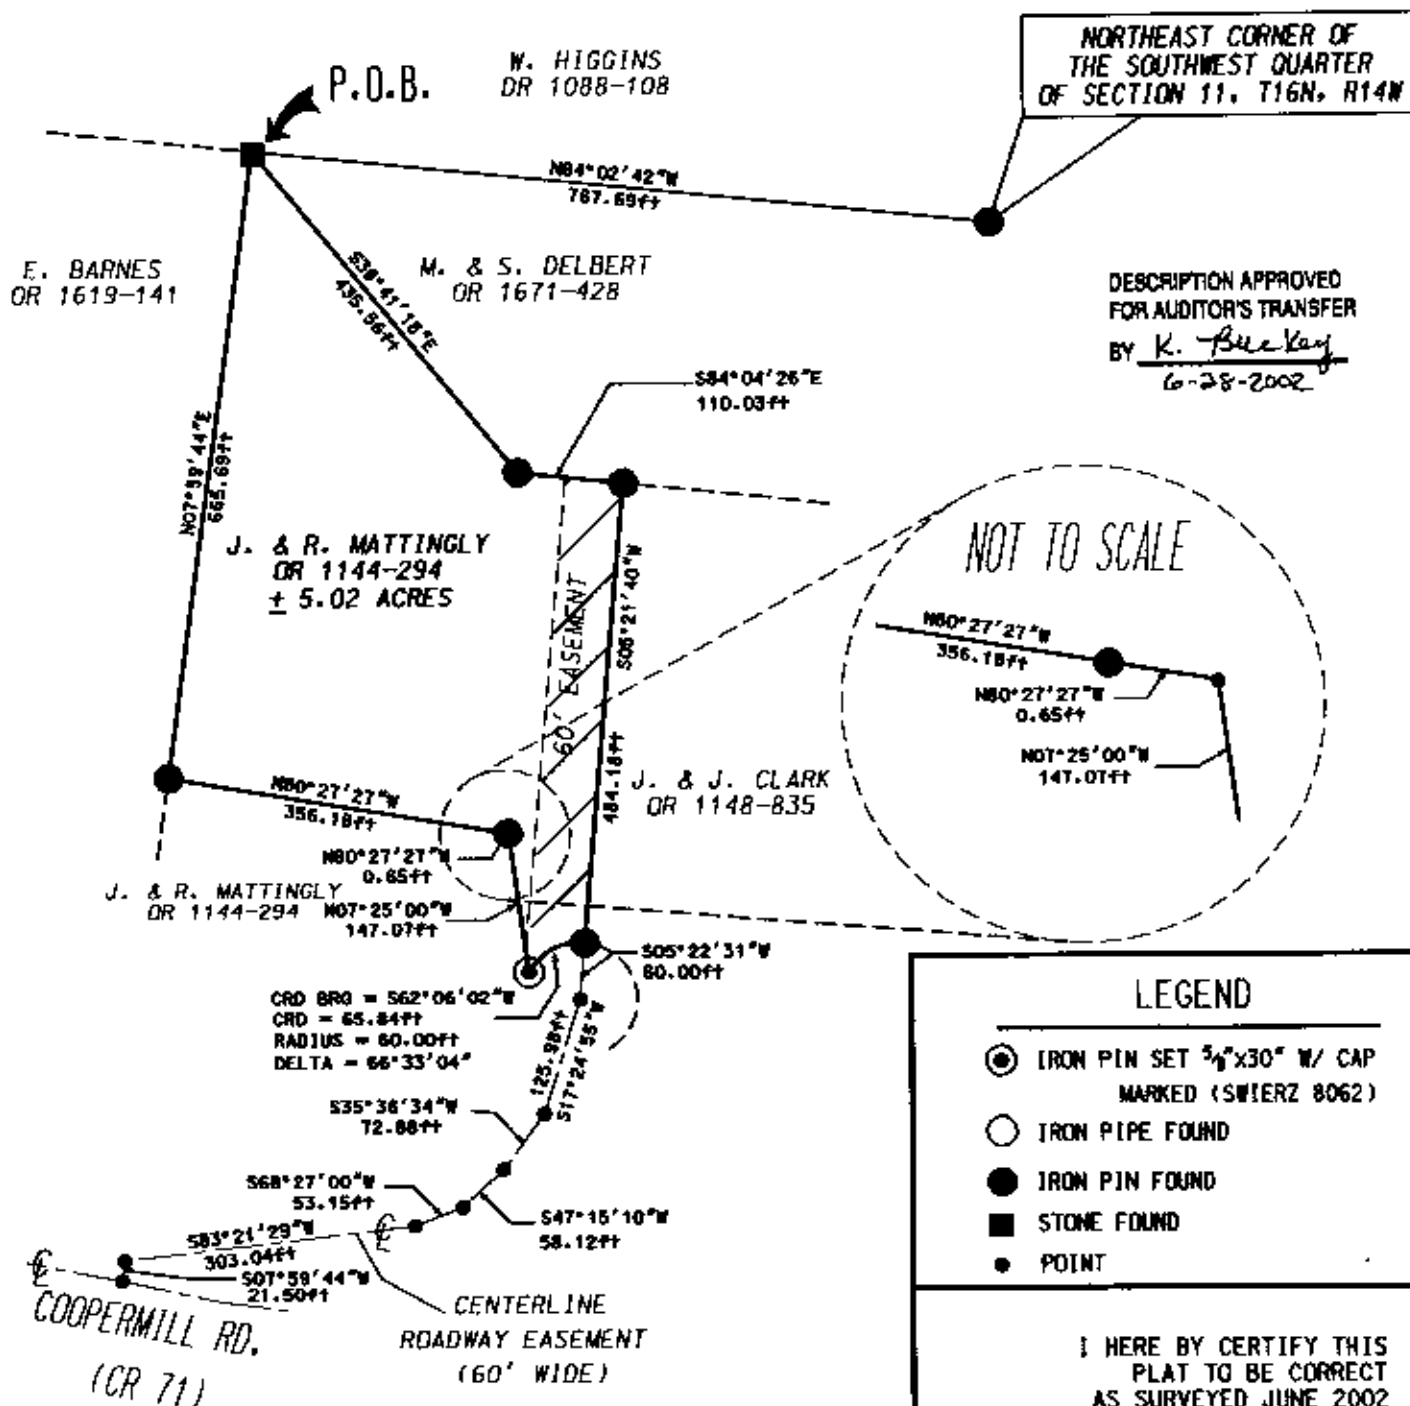 NORTHEAST CORNER OF
THE SOUTHWEST QUARTER
OF SECTION 11, T16N, R14W
W. HIGGINS
DR 1088-108
P.O.B.
N84°02'42"W
767.69ft
E. BARNES
OR 1619-141
M. & S. DELBERT
OR 1671-428
S38°41'18"E
435.56ft
DESCRIPTION APPROVED
FOR AUDITOR'S TRANSFER
BY K. Buckey
6-28-2002
S84°04'26"E
110.03ft
N07°59'44"E
665.69ft
J. & R. MATTINGLY
OR 1144-294
± 5.02 ACRES
60' EASEMENT
S05°21'40"W
484.18ft
NOT TO SCALE
N80°27'27"W
356.18ft
N80°27'27"W
0.65ft
N07°25'00"W
147.07ft
J. & J. CLARK
OR 1148-835
N80°27'27"W
356.18ft
N80°27'27"W
0.65ft
J. & R. MATTINGLY
OR 1144-294
N07°25'00"W
147.07ft
S05°22'31"W
60.00ft
CRD BRG = S62°06'02"W
CRD = 65.84ft
RADIUS = 60.00ft
DELTA = 66°33'04"
125.98ft
S17°24'55"W
S35°36'34"W
72.88ft
S68°27'00"W
53.15ft
S47°15'10"W
58.12ft
S83°21'29"W
303.04ft
S07°59'44"W
21.50ft
COOPERMILL RD.
(CR 71)
CENTERLINE
ROADWAY EASEMENT
(60' WIDE)
LEGEND
IRON PIN SET 5/8"x30" W/ CAP
MARKED (SWIERZ 8062)
IRON PIPE FOUND
IRON PIN FOUND
STONE FOUND
POINT
I HERE BY CERTIFY THIS
PLAT TO BE CORRECT
AS SURVEYED JUNE 2002